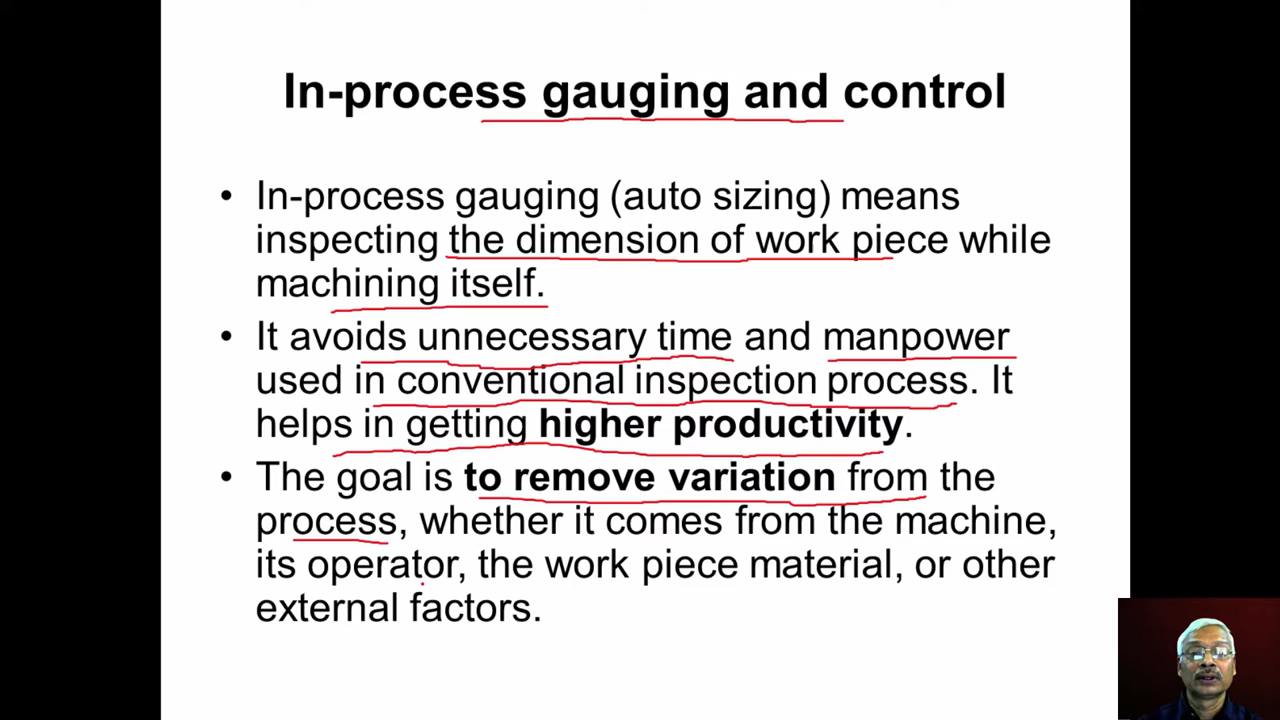 In-process gauging and control
• In-process gauging (auto sizing) means
inspecting the dimension of work piece while
machining itself.
• It avoids unnecessary time and manpower
used in conventional inspection process. It
helps in getting higher productivity.
• The goal is to remove variation from the
process, whether it comes from the machine,
its operator, the work piece material, or other
external factors.